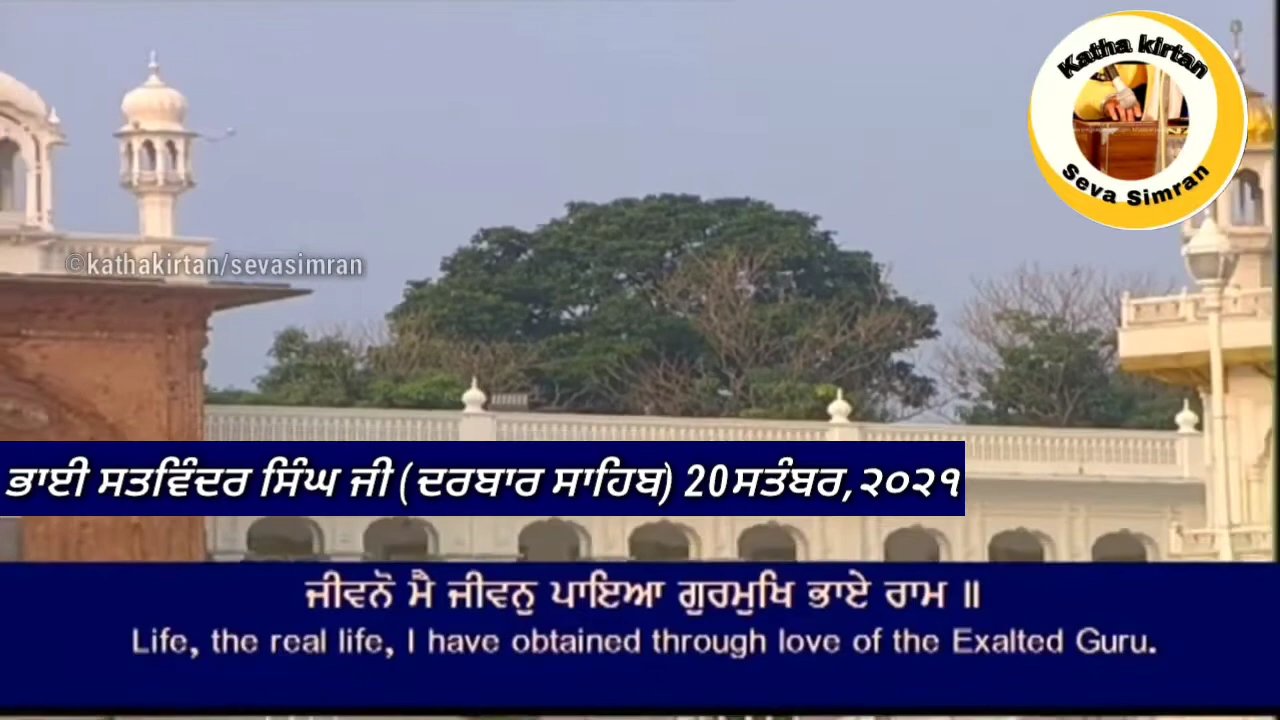 Katha kirtan
Seva Simran
©kathakirtan/sevasimran
ਭਾਈ ਸਤਵਿੰਦਰ ਸਿੰਘ ਜੀ (ਦਰਬਾਰ ਸਾਹਿਬ) 20ਸਤੰਬਰ,੨੦੨੧
ਜੀਵਨੋ ਮੈ ਜੀਵਨੁ ਪਾਇਆ ਗੁਰਮੁਖਿ ਭਾਏ ਰਾਮ ॥
Life, the real life, I have obtained through love of the Exalted Guru.